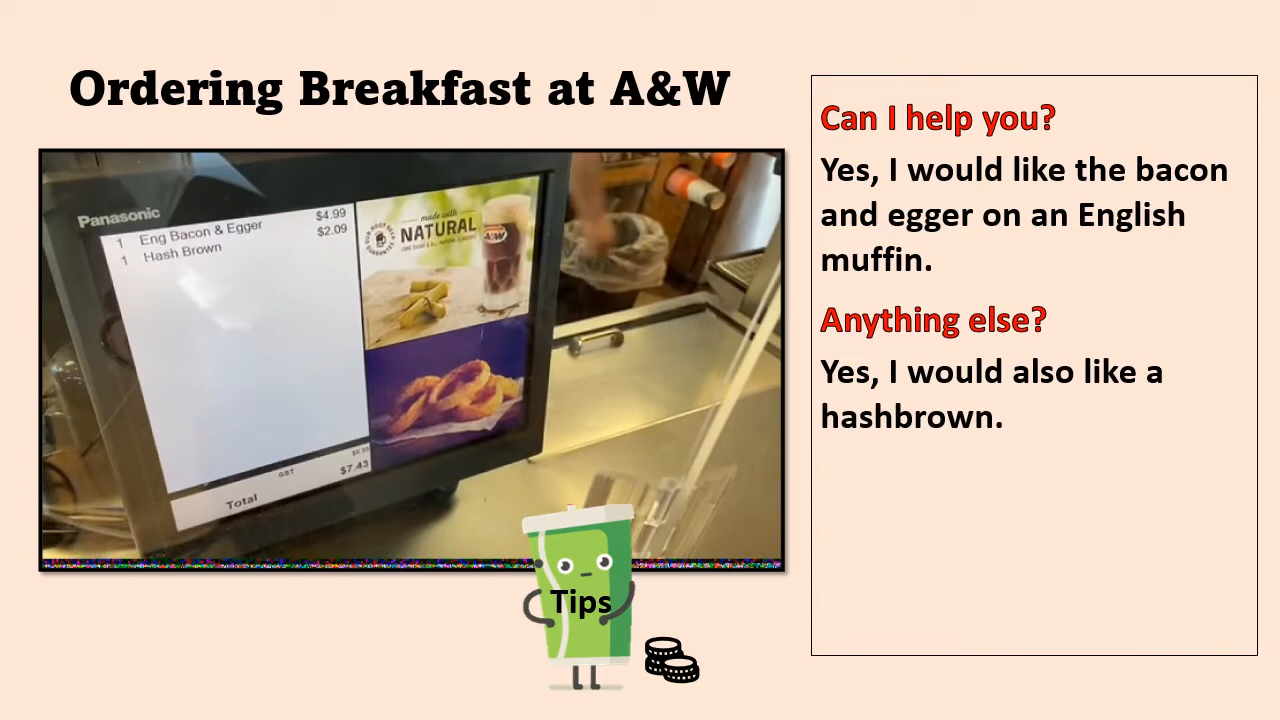 Ordering Breakfast at A&W
Panasonic
1 Eng Bacon & Egger $4.99
1 Hash Brown $2.09
made with
NATURAL
A&W
GST $0.35
Total $7.43
Tips
Can I help you?
Yes, I would like the bacon
and egger on an English
muffin.
Anything else?
Yes, I would also like a
hashbrown.